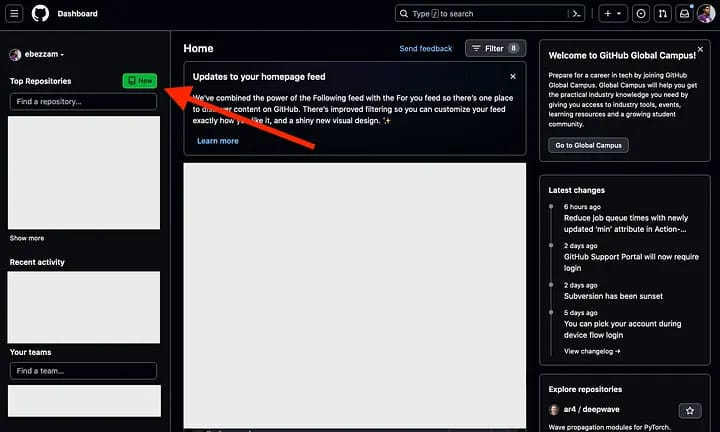 Dashboard
Type / to search
ebezzam
Top Repositories
New
Find a repository...
Show more
Recent activity
Your teams
Find a team...
Home
Send feedback
Filter 8
Updates to your homepage feed
We've combined the power of the Following feed with the For you feed so there's one place
to discover content on GitHub. There's improved filtering so you can customize your feed
exactly how you like it, and a shiny new visual design. ✨
Learn more
Welcome to GitHub Global Campus!
Prepare for a career in tech by joining GitHub
Global Campus. Global Campus will help you get
the practical industry knowledge you need by
giving you access to industry tools, events,
learning resources and a growing student
community.
Go to Global Campus
Latest changes
6 hours ago
Reduce job queue times with newly
updated 'min' attribute in Action-...
2 days ago
GitHub Support Portal will now require
login
2 days ago
Subversion has been sunset
5 days ago
You can pick your account during
device flow login
View changelog →
Explore repositories
ar4 / deepwave
Wave propagation modules for PyTorch.